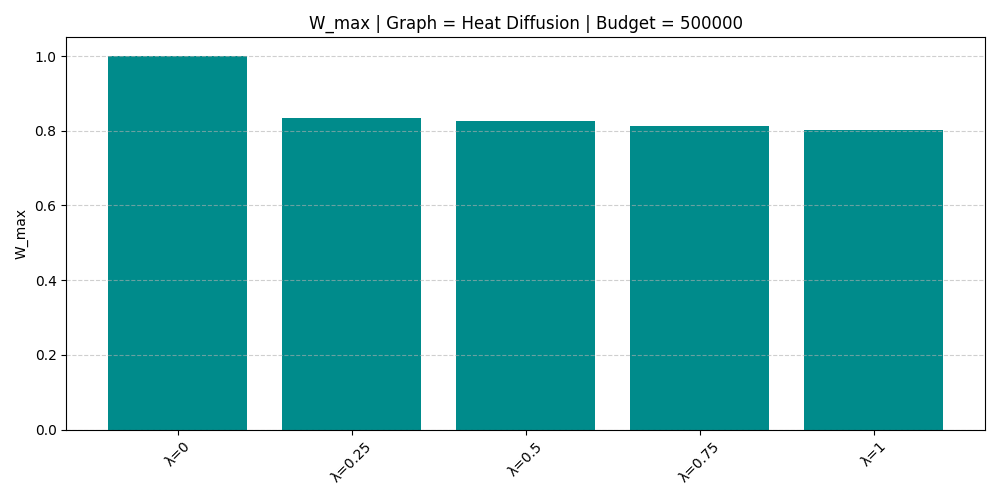 W_max | Graph = Heat Diffusion | Budget = 500000
1.0
0.8
0.6
0.4
0.2
0.0
W_max
λ=0
λ=0.25
λ=0.5
λ=0.75
λ=1